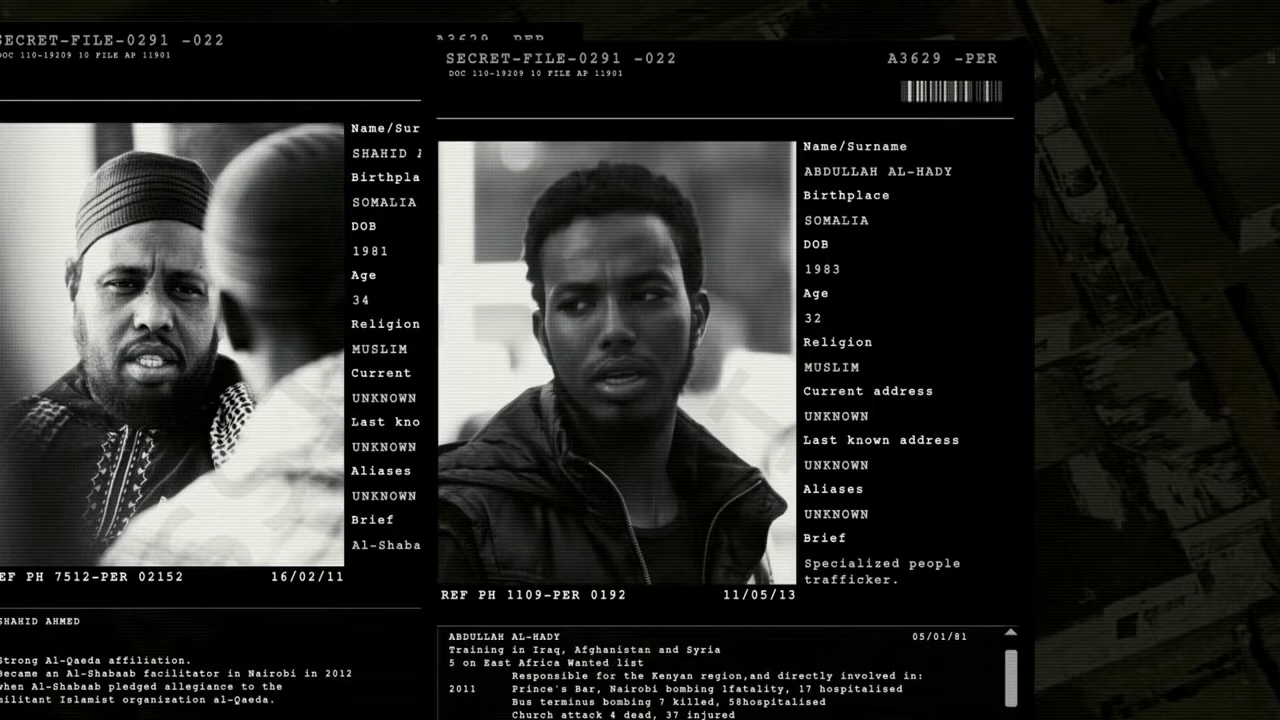 SECRET-FILE-0291 -022
DOC 110-19209 10 FILE AP 11901
Name/Sur
SHAHID
Birthpla
SOMALIA
DOB
1981
Age
34
Religion
MUSLIM
Current
UNKNOWN
Last kno
UNKNOWN
Aliases
UNKNOWN
Brief
Al-Shaba
EF PH 7512-PER 02152 16/02/11
SHAHID AHMED
Strong Al-Qaeda affiliation.
Became an Al-Shabaab facilitator in Nairobi in 2012
when Al-Shabaab pledged allegiance to the
militant Islamist organization al-Qaeda.
A3629 -PER
SECRET-FILE-0291 -022 A3629 -PER
DOC 110-19209 10 FILE AP 11901
Name/Surname
ABDULLAH AL-HADY
Birthplace
SOMALIA
DOB
1983
Age
32
Religion
MUSLIM
Current address
UNKNOWN
Last known address
UNKNOWN
Aliases
UNKNOWN
Brief
Specialized people
trafficker.
REF PH 1109-PER 0192 11/05/13
ABDULLAH AL-HADY 05/01/81
Training in Iraq, Afghanistan and Syria
5 on East Africa Wanted list
Responsible for the Kenyan region,and directly involved in:
2011 Prince's Bar, Nairobi bombing 1fatality, 17 hospitalised
Bus terminus bombing 7 killed, 58hospitalised
Church attack 4 dead, 37 injured